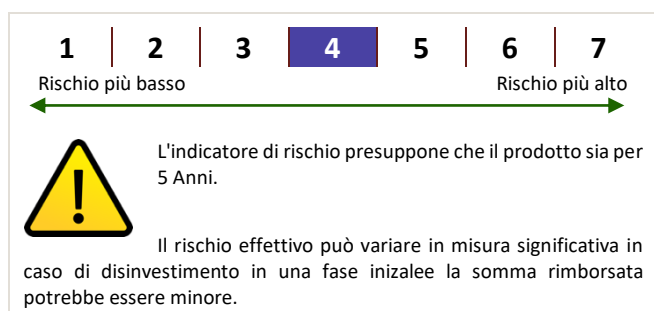 1 2 3 4 5 6 7
Rischio più basso Rischio più alto
L'indicatore di rischio presuppone che il prodotto sia per
5 Anni.
Il rischio effettivo può variare in misura significativa in
caso di disinvestimento in una fase inizalee la somma rimborsata
potrebbe essere minore.